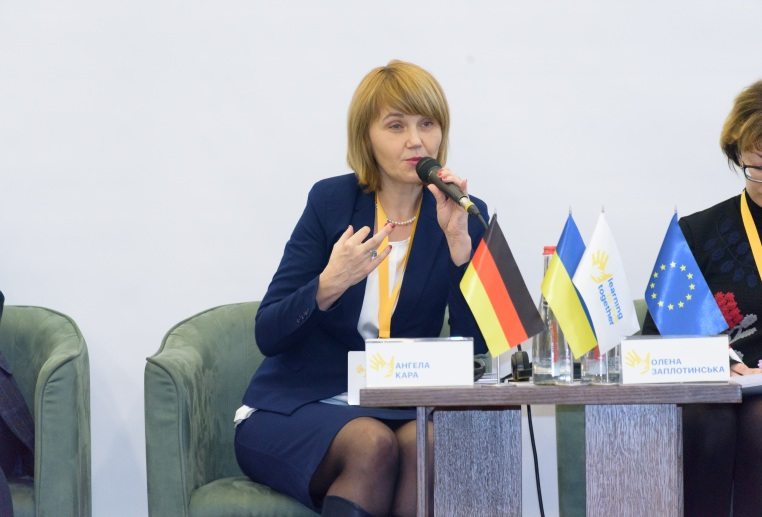 АНГЕЛА
КАРА
learning
together
ОЛЕНА
ЗАПЛОТИНСЬКА